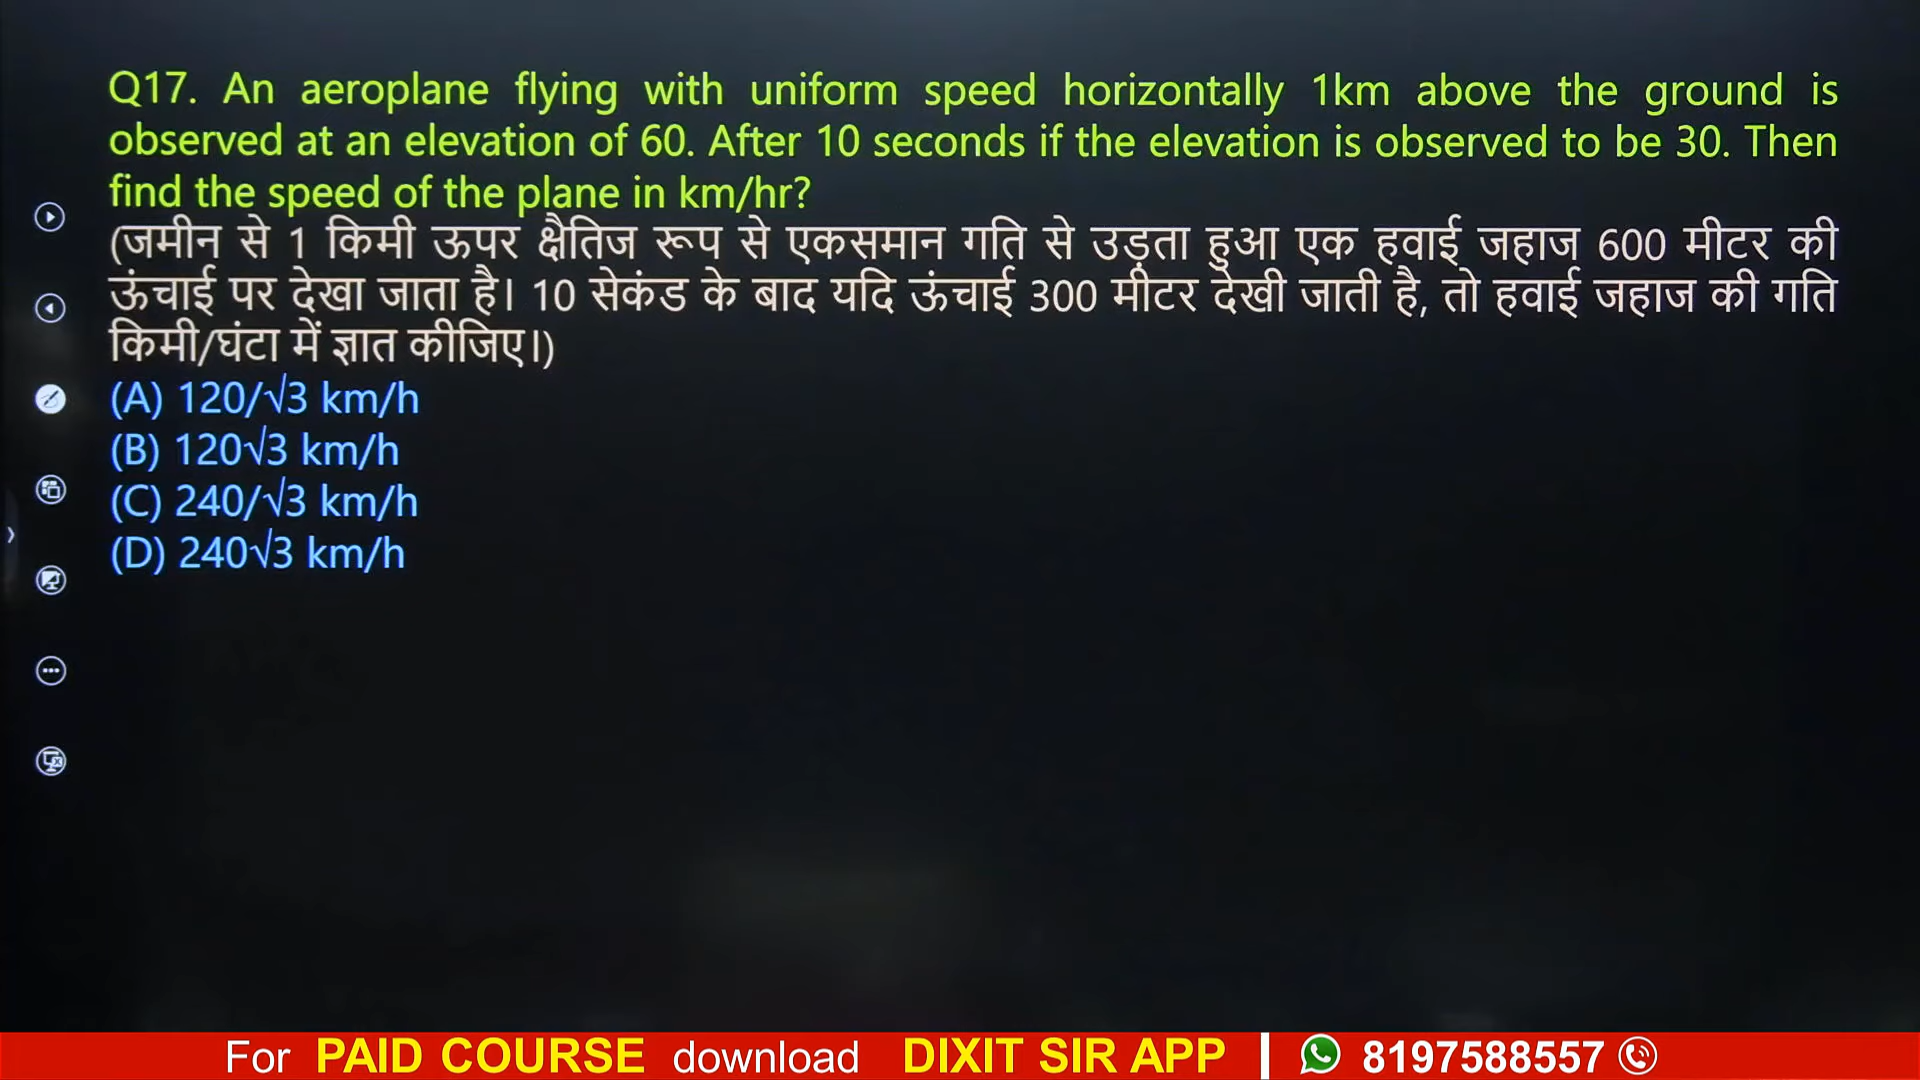 Q17. An aeroplane flying with uniform speed horizontally 1km above the ground is
observed at an elevation of 60. After 10 seconds if the elevation is observed to be 30. Then
find the speed of the plane in km/hr?
(जमीन से 1 किमी ऊपर क्षैतिज रूप से एकसमान गति से उड़ता हुआ एक हवाई जहाज 600 मीटर की
ऊंचाई पर देखा जाता है। 10 सेकंड के बाद यदि ऊंचाई 300 मीटर देखी जाती है, तो हवाई जहाज की गति
किमी/घंटा में ज्ञात कीजिए।)
(A) 120/√3 km/h
(B) 120√3 km/h
(C) 240/√3 km/h
(D) 240√3 km/h
For PAID COURSE download DIXIT SIR APP | 8197588557